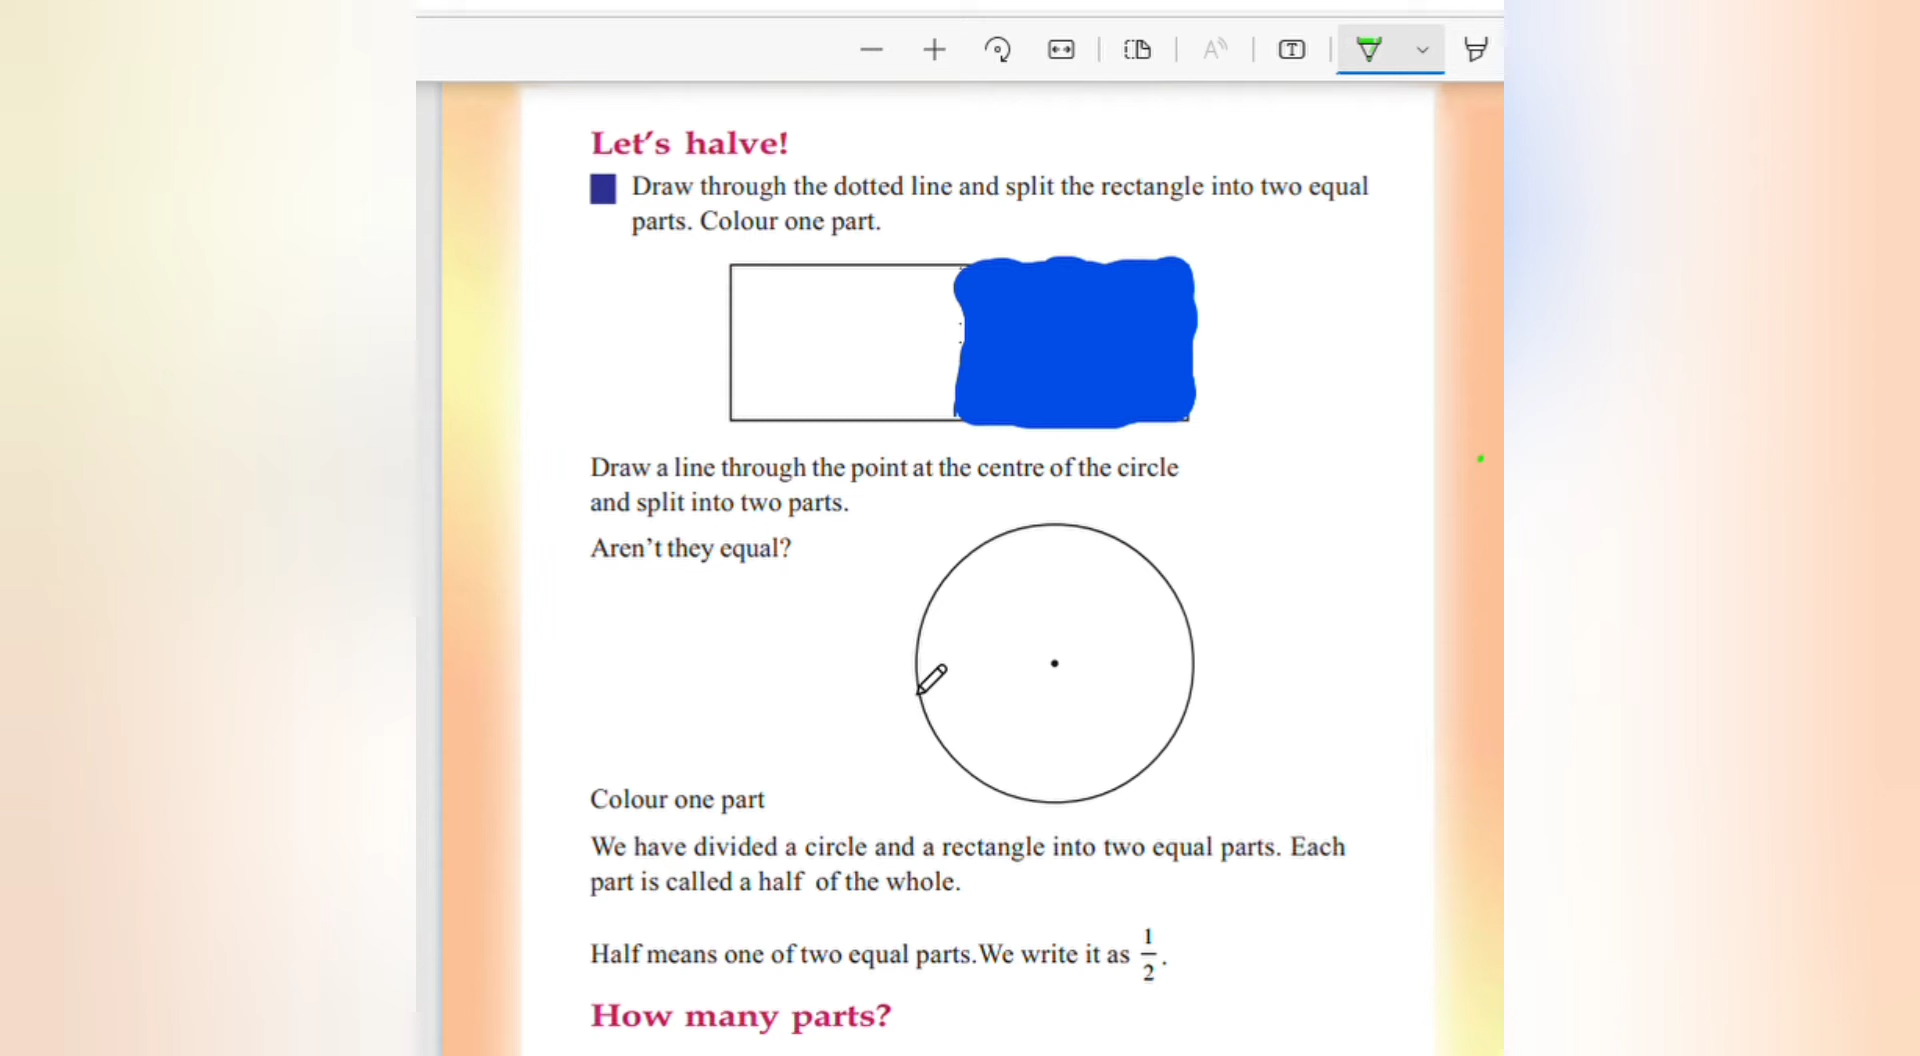 Let's halve!
Draw through the dotted line and split the rectangle into two equal
parts. Colour one part.
Draw a line through the point at the centre of the circle
and split into two parts.
Aren't they equal?
Colour one part
We have divided a circle and a rectangle into two equal parts. Each
part is called a half of the whole.
Half means one of two equal parts.We write it as 1/2.
How many parts?